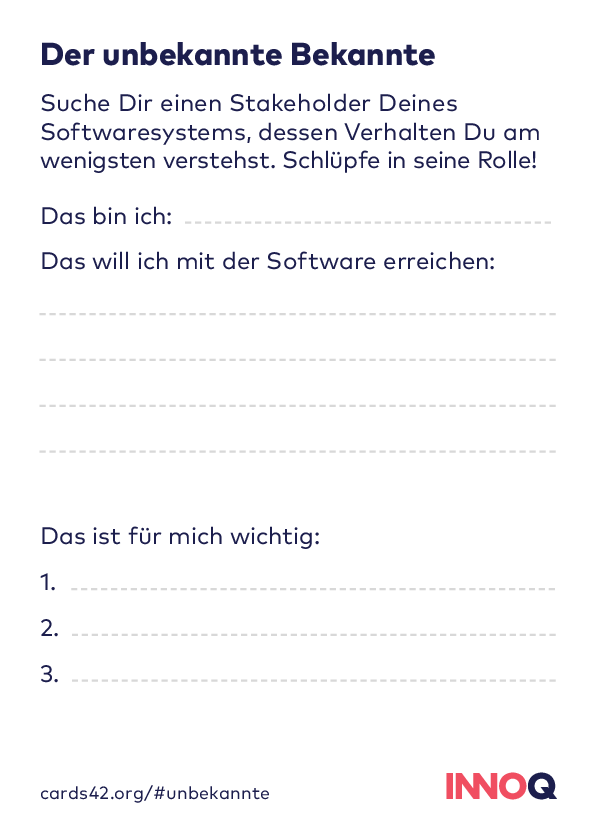 Der unbekannte Bekannte
Suche Dir einen Stakeholder Deines
Softwaresystems, dessen Verhalten Du am
wenigsten verstehst. Schlüpfe in seine Rolle!
Das bin ich:
Das will ich mit der Software erreichen:
Das ist für mich wichtig:
1.
2.
3.
cards42.org/#unbekannte
INNOQ